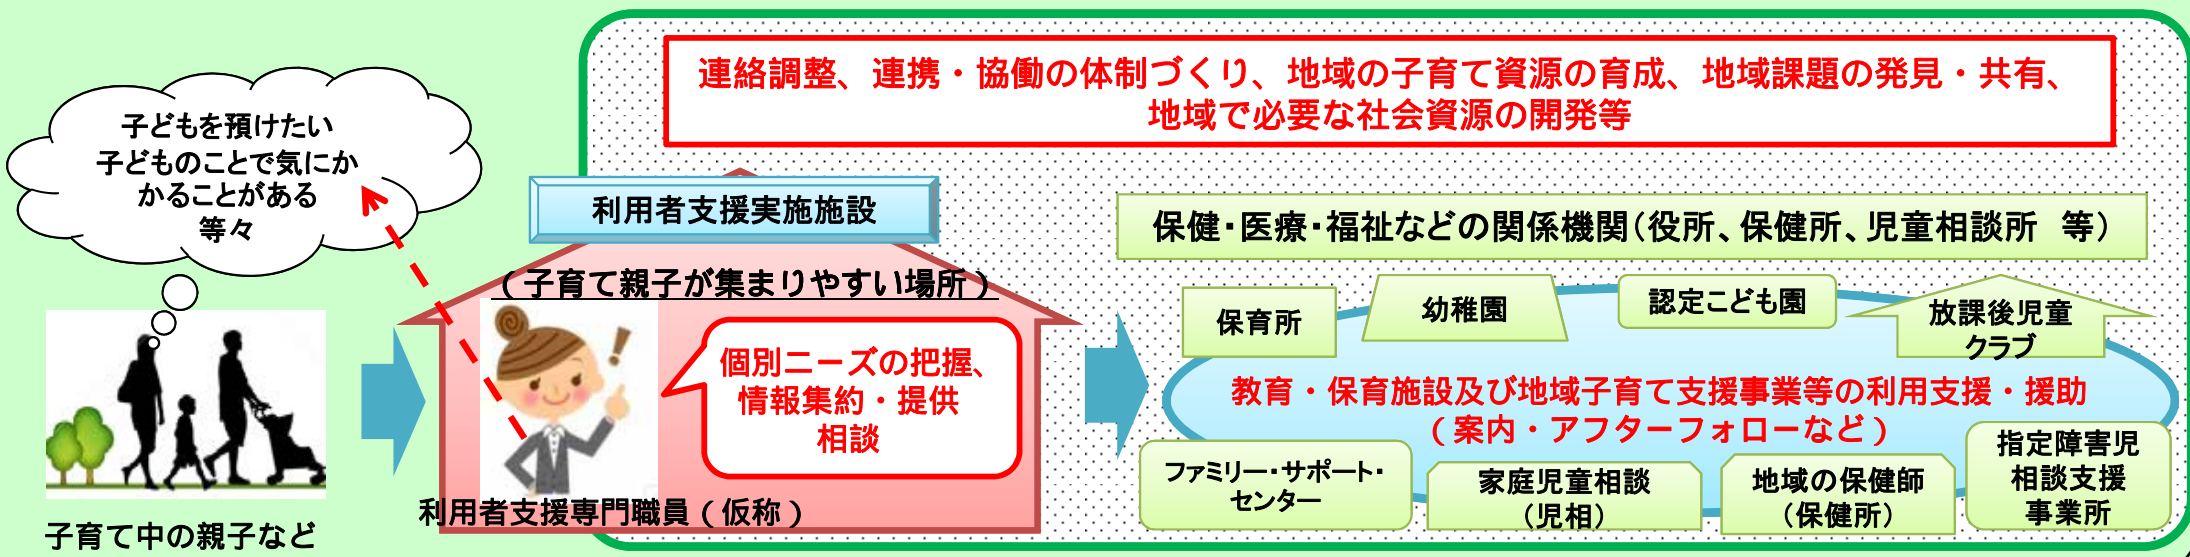 連絡調整、連携・協働の体制づくり、地域の子育て資源の育成、地域課題の発見・共有、
地域で必要な社会資源の開発等
子どもを預けたい
子どものことで気にか
かることがある
等々
子育て中の親子など
利用者支援実施施設
(子育て親子が集まりやすい場所)
個別ニーズの把握、
情報集約・提供
相談
利用者支援専門職員(仮称)
保健・医療・福祉などの関係機関(役所、保健所、児童相談所 等)
保育所
幼稚園
認定こども園
放課後児童
クラブ
教育・保育施設及び地域子育て支援事業等の利用支援・援助
(案内・アフターフォローなど)
ファミリー・サポート・
センター
家庭児童相談
(児相)
地域の保健師
(保健所)
指定障害児
相談支援
事業所